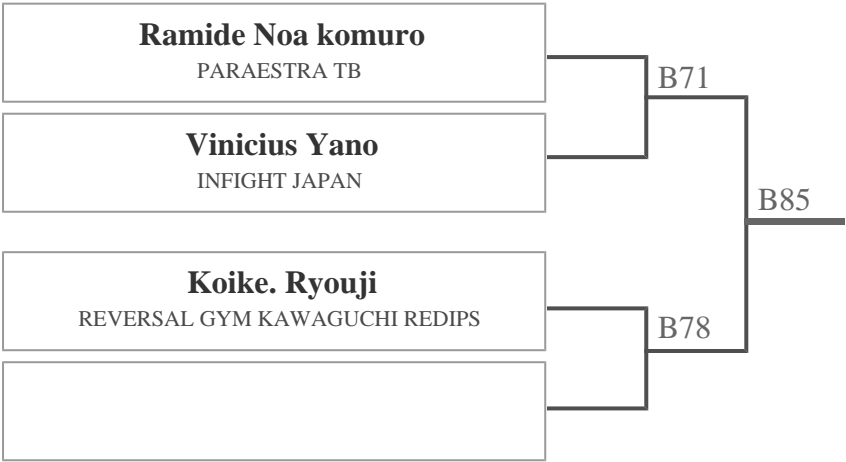 Ramide Noa komuro
PARAESTRA TB
B71
Vinicius Yano
INFIGHT JAPAN
B85
Koike. Ryouji
REVERSAL GYM KAWAGUCHI REDIPS
B78